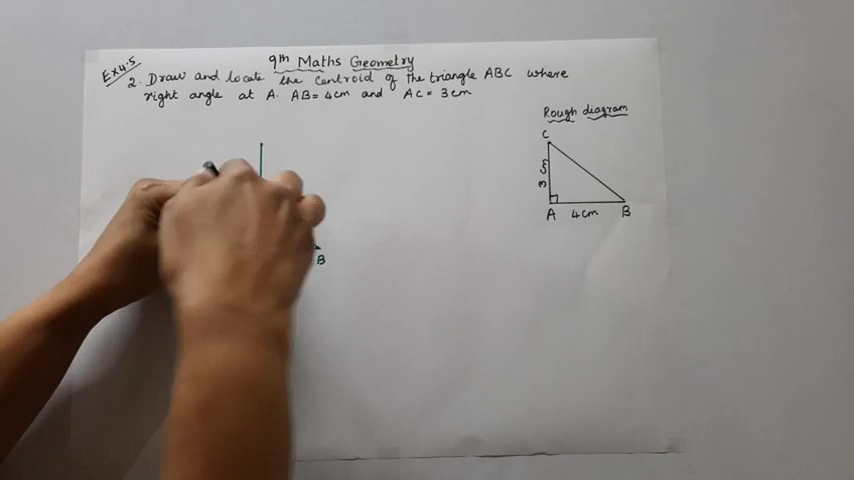 Ex 4.5
9th Maths Geometry
2. Draw and locate the centroid of the triangle ABC where
right angle at A. AB = 4cm and AC = 3cm
Rough diagram
C
3cm
A 4cm B
B